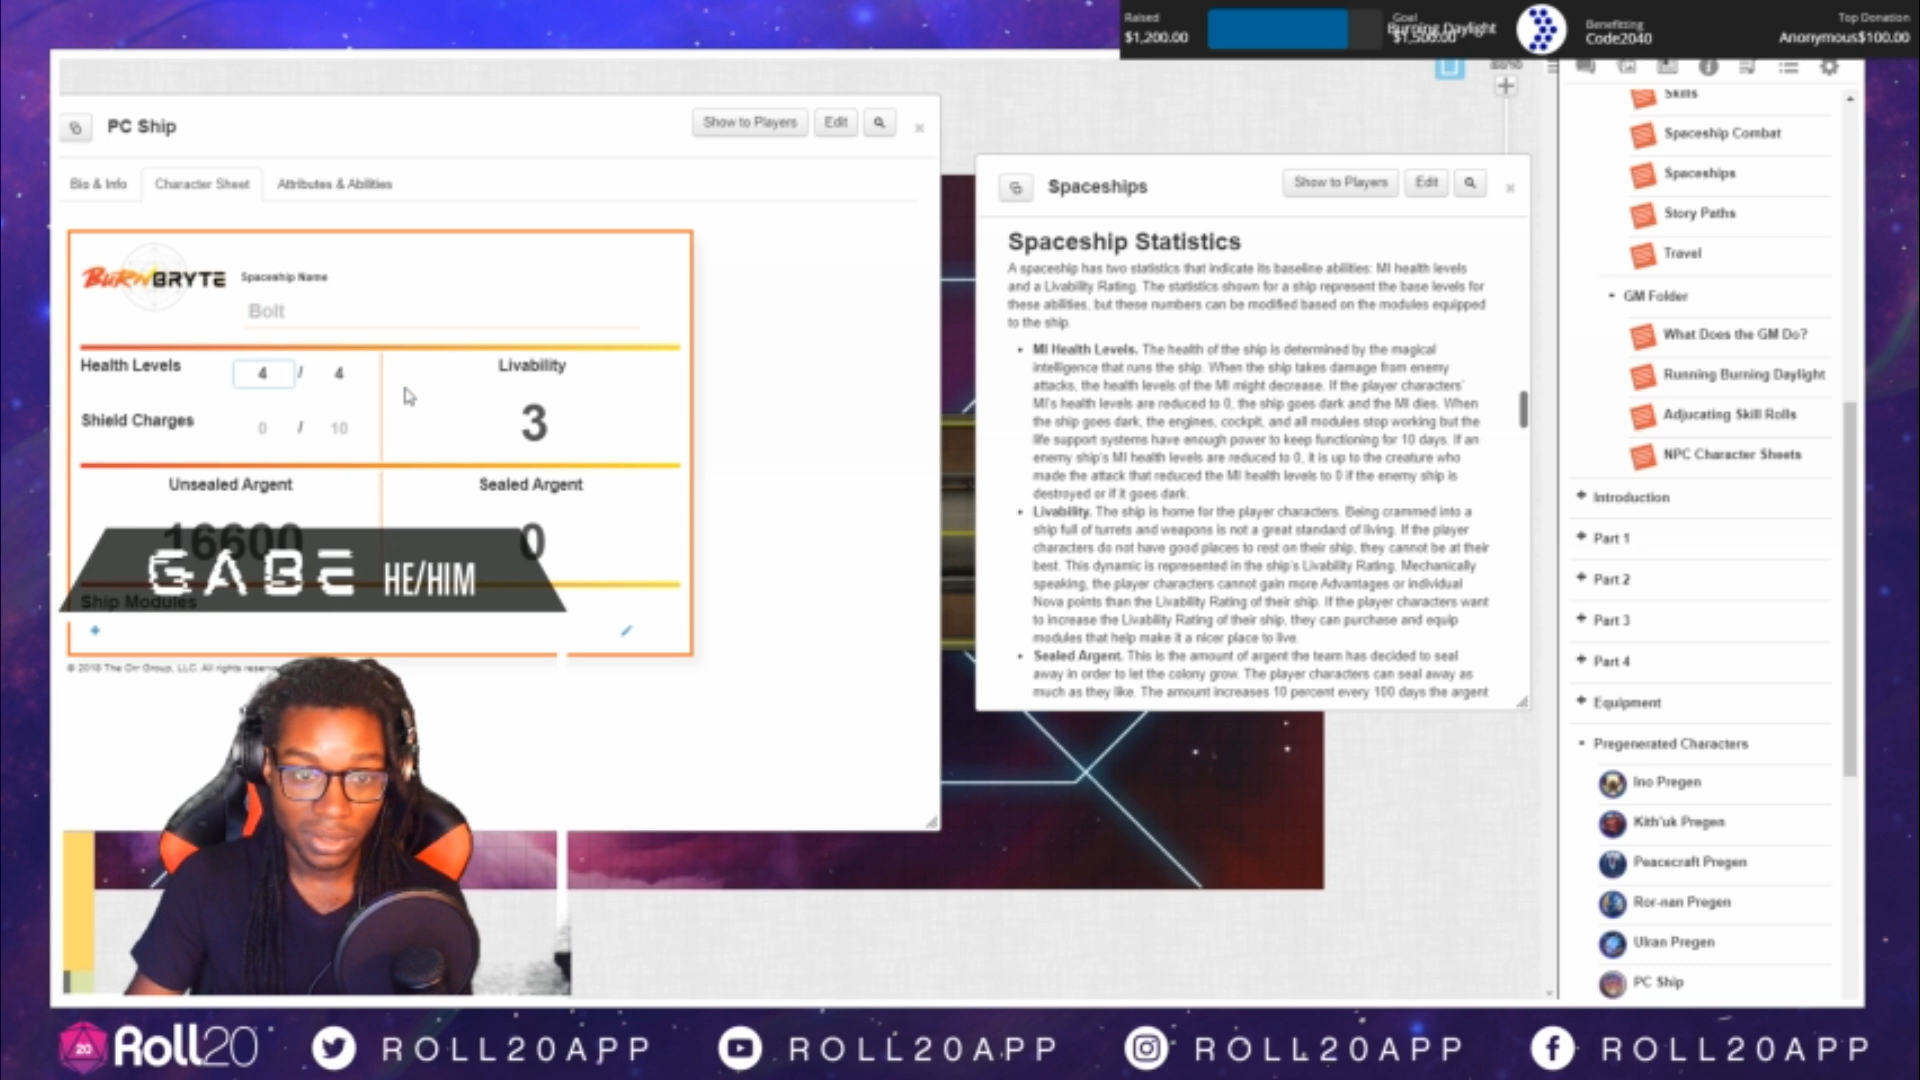 Raised
$1,200.00
Goal
$1,500.00
Burning Daylight
Benefitting
Code2040
Top Donation
Anonymous$100.00
PC Ship
Show to Players
Edit
Bio & Info
Character Sheet
Attributes & Abilities
BURNBRYTE
Spaceship Name
Bolt
Health Levels
4 / 4
Livability
3
Shield Charges
0 / 10
Unsealed Argent
16600
Sealed Argent
0
GABE HE/HIM
Ship Modules
© 2018 The Orr Group, LLC. All rights
Spaceships
Show to Players
Edit
Spaceship Statistics
A spaceship has two statistics that indicate its baseline abilities: MI health levels
and a Livability Rating. The statistics shown for a ship represent the base levels for
these abilities, but these numbers can be modified based on the modules equipped
to the ship.
• MI Health Levels. The health of the ship is determined by the magical
intelligence that runs the ship. When the ship takes damage from enemy
attacks, the health levels of the MI might decrease. If the player characters'
MI's health levels are reduced to 0, the ship goes dark and the MI dies. When
the ship goes dark, the engines, cockpit, and all modules stop working but the
life support systems have enough power to keep functioning for 10 days. If an
enemy ship's MI health levels are reduced to 0, it is up to the creature who
made the attack that reduced the MI health levels to 0 if the enemy ship is
destroyed or if it goes dark.
• Livability. The ship is home for the player characters. Being crammed into a
ship full of turrets and weapons is not a great standard of living. If the player
characters do not have good places to rest on their ship, they cannot be at their
best. This dynamic is represented in the ship's Livability Rating. Mechanically
speaking, the player characters cannot gain more Advantages or individual
Nova points than the Livability Rating of their ship. If the player characters want
to increase the Livability Rating of their ship, they can purchase and equip
modules that help make it a nicer place to live.
• Sealed Argent. This is the amount of argent the team has decided to seal
away in order to let the colony grow. The player characters can seal away as
much as they like. The amount increases 10 percent every 100 days the argent
Skills
Spaceship Combat
Spaceships
Story Paths
Travel
GM Folder
What Does the GM Do?
Running Burning Daylight
Adjucating Skill Rolls
NPC Character Sheets
Introduction
Part 1
Part 2
Part 3
Part 4
Equipment
Pregenerated Characters
Ino Pregen
Kith'uk Pregen
Peacecraft Pregen
Ror-nan Pregen
Ulran Pregen
PC Ship
20 Roll20
ROLL20APP
ROLL20APP
ROLL20APP
ROLL20APP